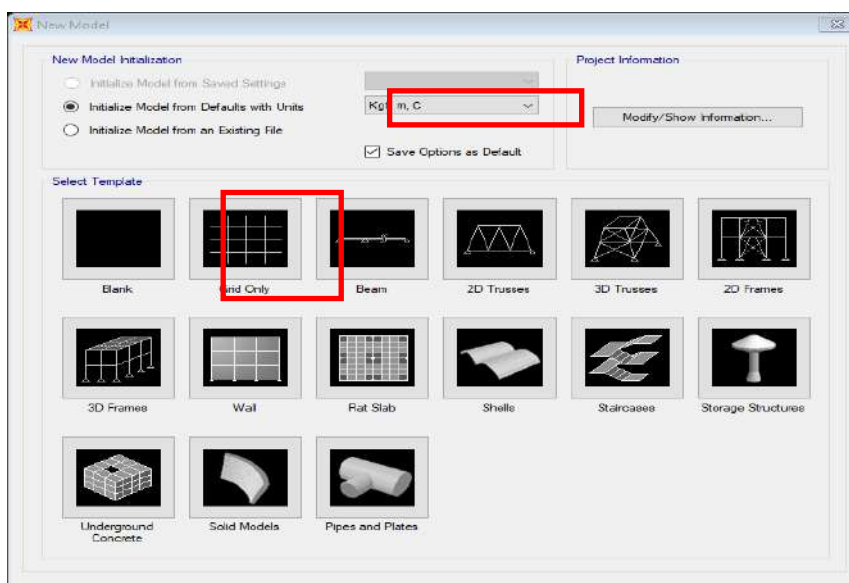 New Model
New Model Initialization
Project Information
Initialize Model from Saved Settings
Initialize Model from Defaults with Units
Kgf, m, C
Initialize Model from an Existing File
Modify/Show Information...
Save Options as Default
Select Template
Blank
Grid Only
Beam
2D Trusses
3D Trusses
2D Frames
3D Frames
Wall
Flat Slab
Shells
Staircases
Storage Structures
Underground
Concrete
Solid Models
Pipes and Plates